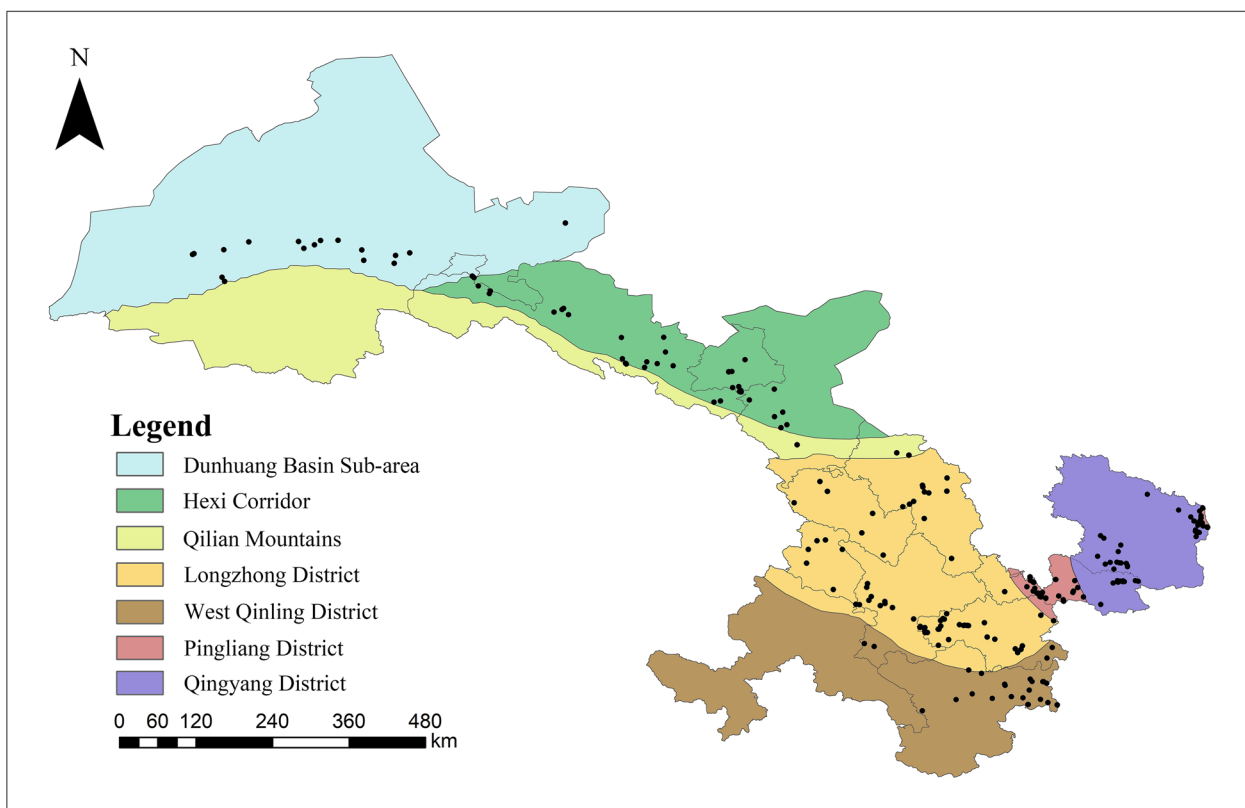 N
Legend
Dunhuang Basin Sub-area
Hexi Corridor
Qilian Mountains
Longzhong District
West Qinling District
Pingliang District
Qingyang District
0 60 120 240 360 480
km